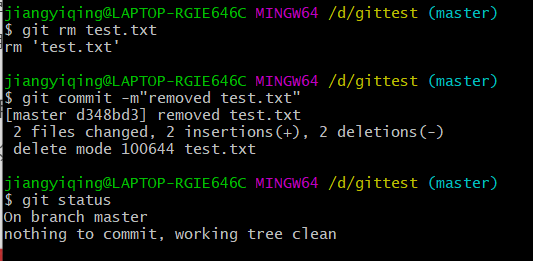 jiangyiqing@LAPTOP-RGIE646C MINGW64 /d/gittest (master)
$ git rm test.txt
rm 'test.txt'
jiangyiqing@LAPTOP-RGIE646C MINGW64 /d/gittest (master)
$ git commit -m"removed test.txt"
[master d348bd3] removed test.txt
 2 files changed, 2 insertions(+), 2 deletions(-)
 delete mode 100644 test.txt
jiangyiqing@LAPTOP-RGIE646C MINGW64 /d/gittest (master)
$ git status
On branch master
nothing to commit, working tree clean